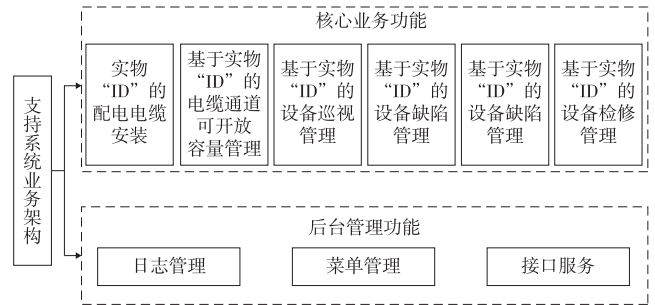 核心业务功能
实物
“ID”的
配电电缆
安装
基于实物
“ID”的
电缆通道
可开放
容量管理
基于实物
“ID”的
设备巡视
管理
基于实物
“ID”的
设备缺陷
管理
基于实物
“ID”的
设备缺陷
管理
基于实物
“ID”的
设备检修
管理
支持系统业务架构
后台管理功能
日志管理
菜单管理
接口服务